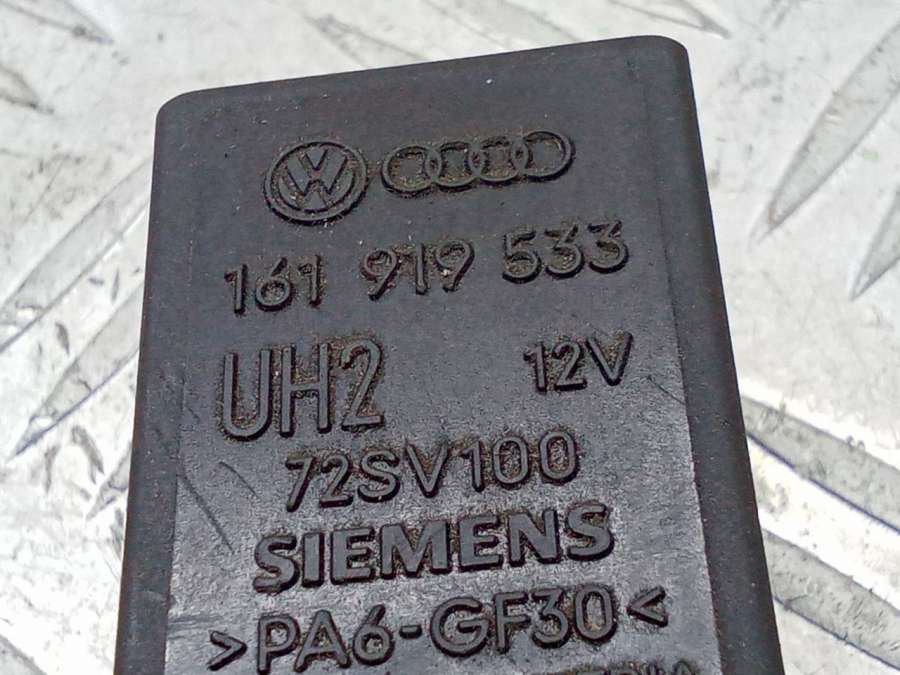 161 919 533
UH2 12V
72SV100
SIEMENS
>PA6-GF30<